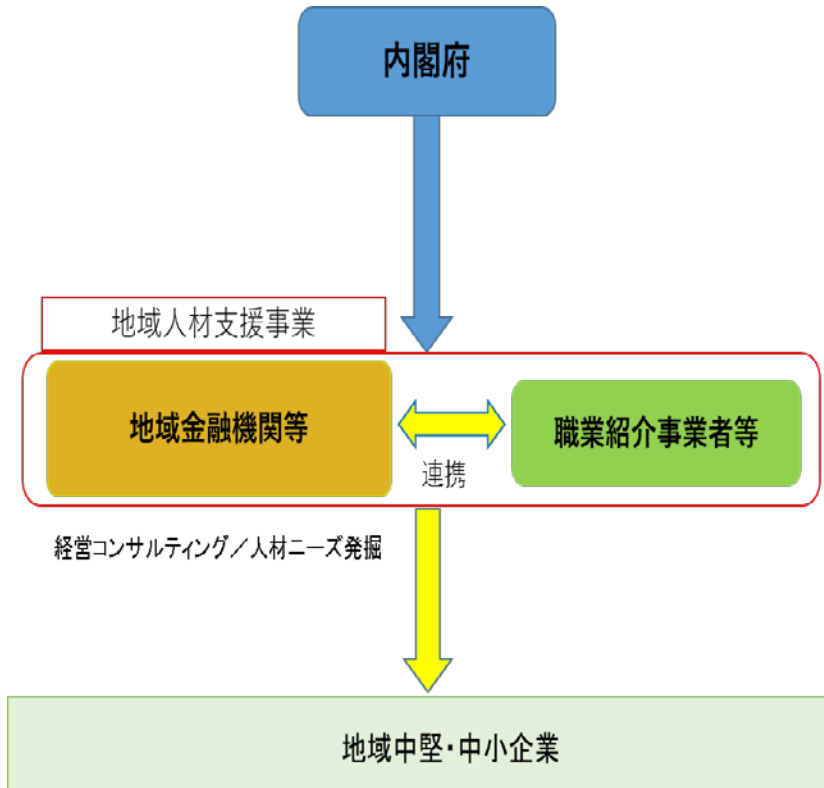 内閣府
地域人材支援事業
地域金融機関等
職業紹介事業者等
連携
経営コンサルティング／人材ニーズ発掘
地域中堅・中小企業